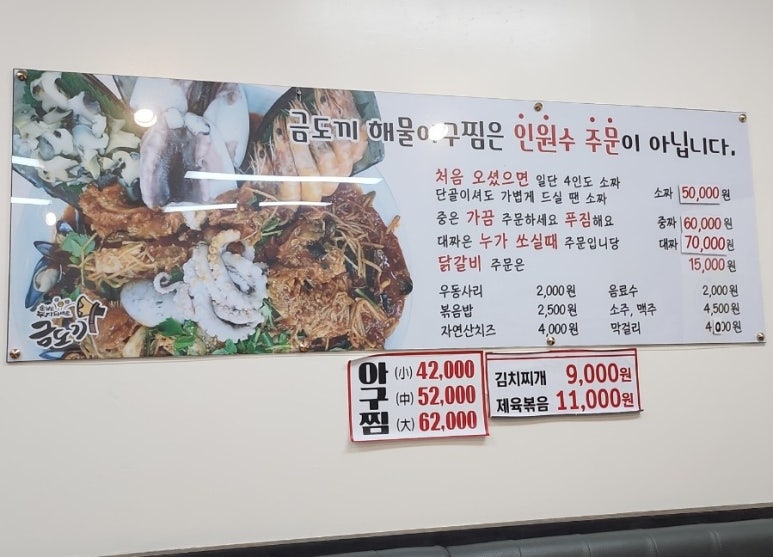 금도끼 해물아구찜은 인원수 주문이 아닙니다.
처음 오셨으면 일단 4인도 소짜
단골이셔도 가볍게 드실 땐 소짜 소짜 50,000원
중은 가끔 주문하세요 푸짐해요 중짜 60,000원
대짜은 누가 쏘실때 주문입니당 대짜 70,000원
닭갈비 주문은 15,000원
우동사리 2,000원 음료수 2,000원
볶음밥 2,500원 소주, 맥주 4,500원
자연산치즈 4,000원 막걸리 4,000원
금도끼
아구찜
(小) 42,000
(中) 52,000
(大) 62,000
김치찌개 9,000원
제육볶음 11,000원